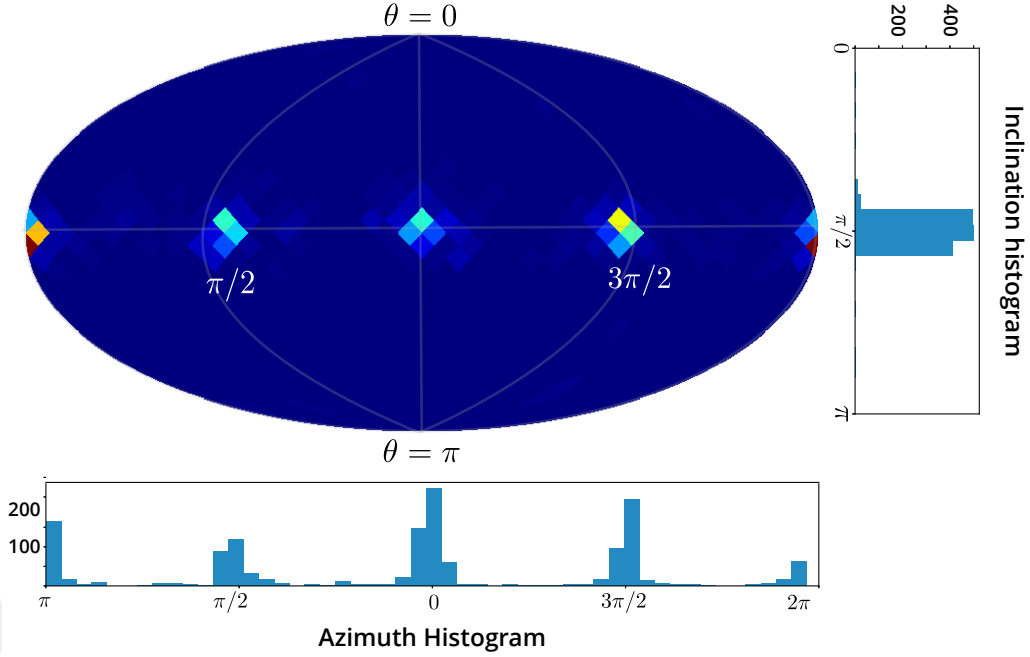 θ = 0
200
400
0
π/2
π
Inclination histogram
π/2
3π/2
θ = π
200
100
π
π/2
0
3π/2
2π
Azimuth Histogram